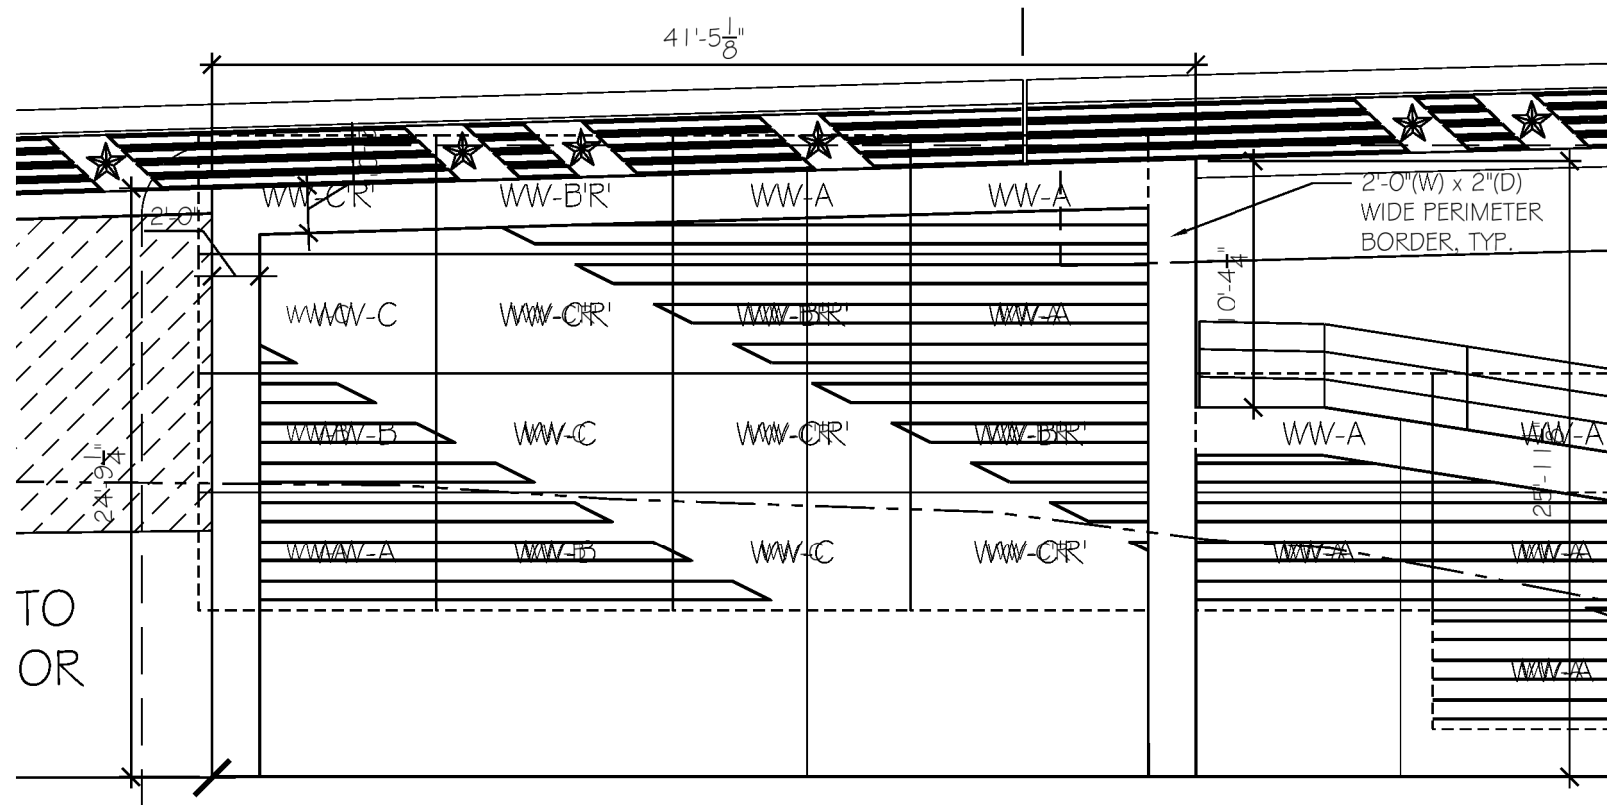 41'-5 1/8"
WW-C'R' WW-B'R' WW-A WW-A
2'-0"(W) x 2"(D)
WIDE PERIMETER
BORDER, TYP.
2'-0"
10'-4 1/4"
WW-C WW-C'R' WW-B'R' WW-A
WW-B WW-C WW-C'R' WW-B'R' WW-A WW-A
24'-9 1/4"
WW-A WW-B WW-C WW-C'R' WW-A WW-A
TO
OR
WW-A